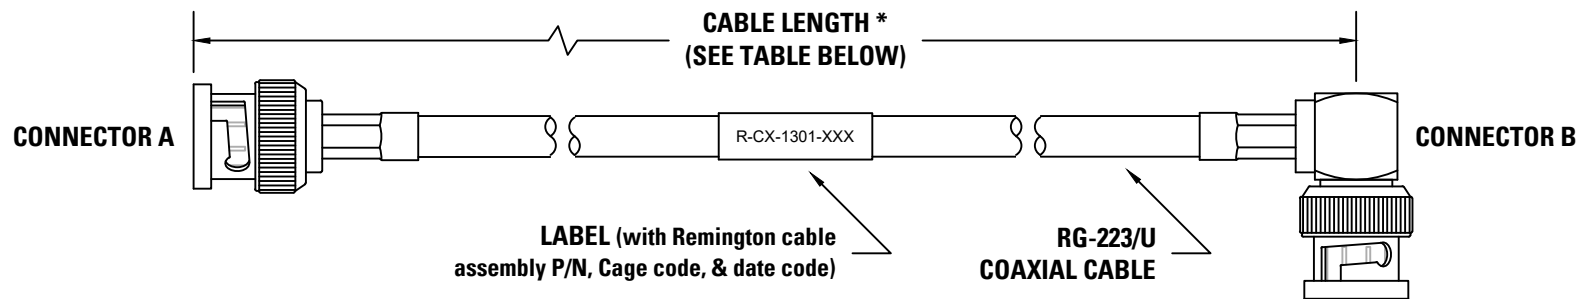 CABLE LENGTH *
(SEE TABLE BELOW)
CONNECTOR A
R-CX-1301-XXX
CONNECTOR B
LABEL (with Remington cable
assembly P/N, Cage code, & date code)
RG-223/U
COAXIAL CABLE